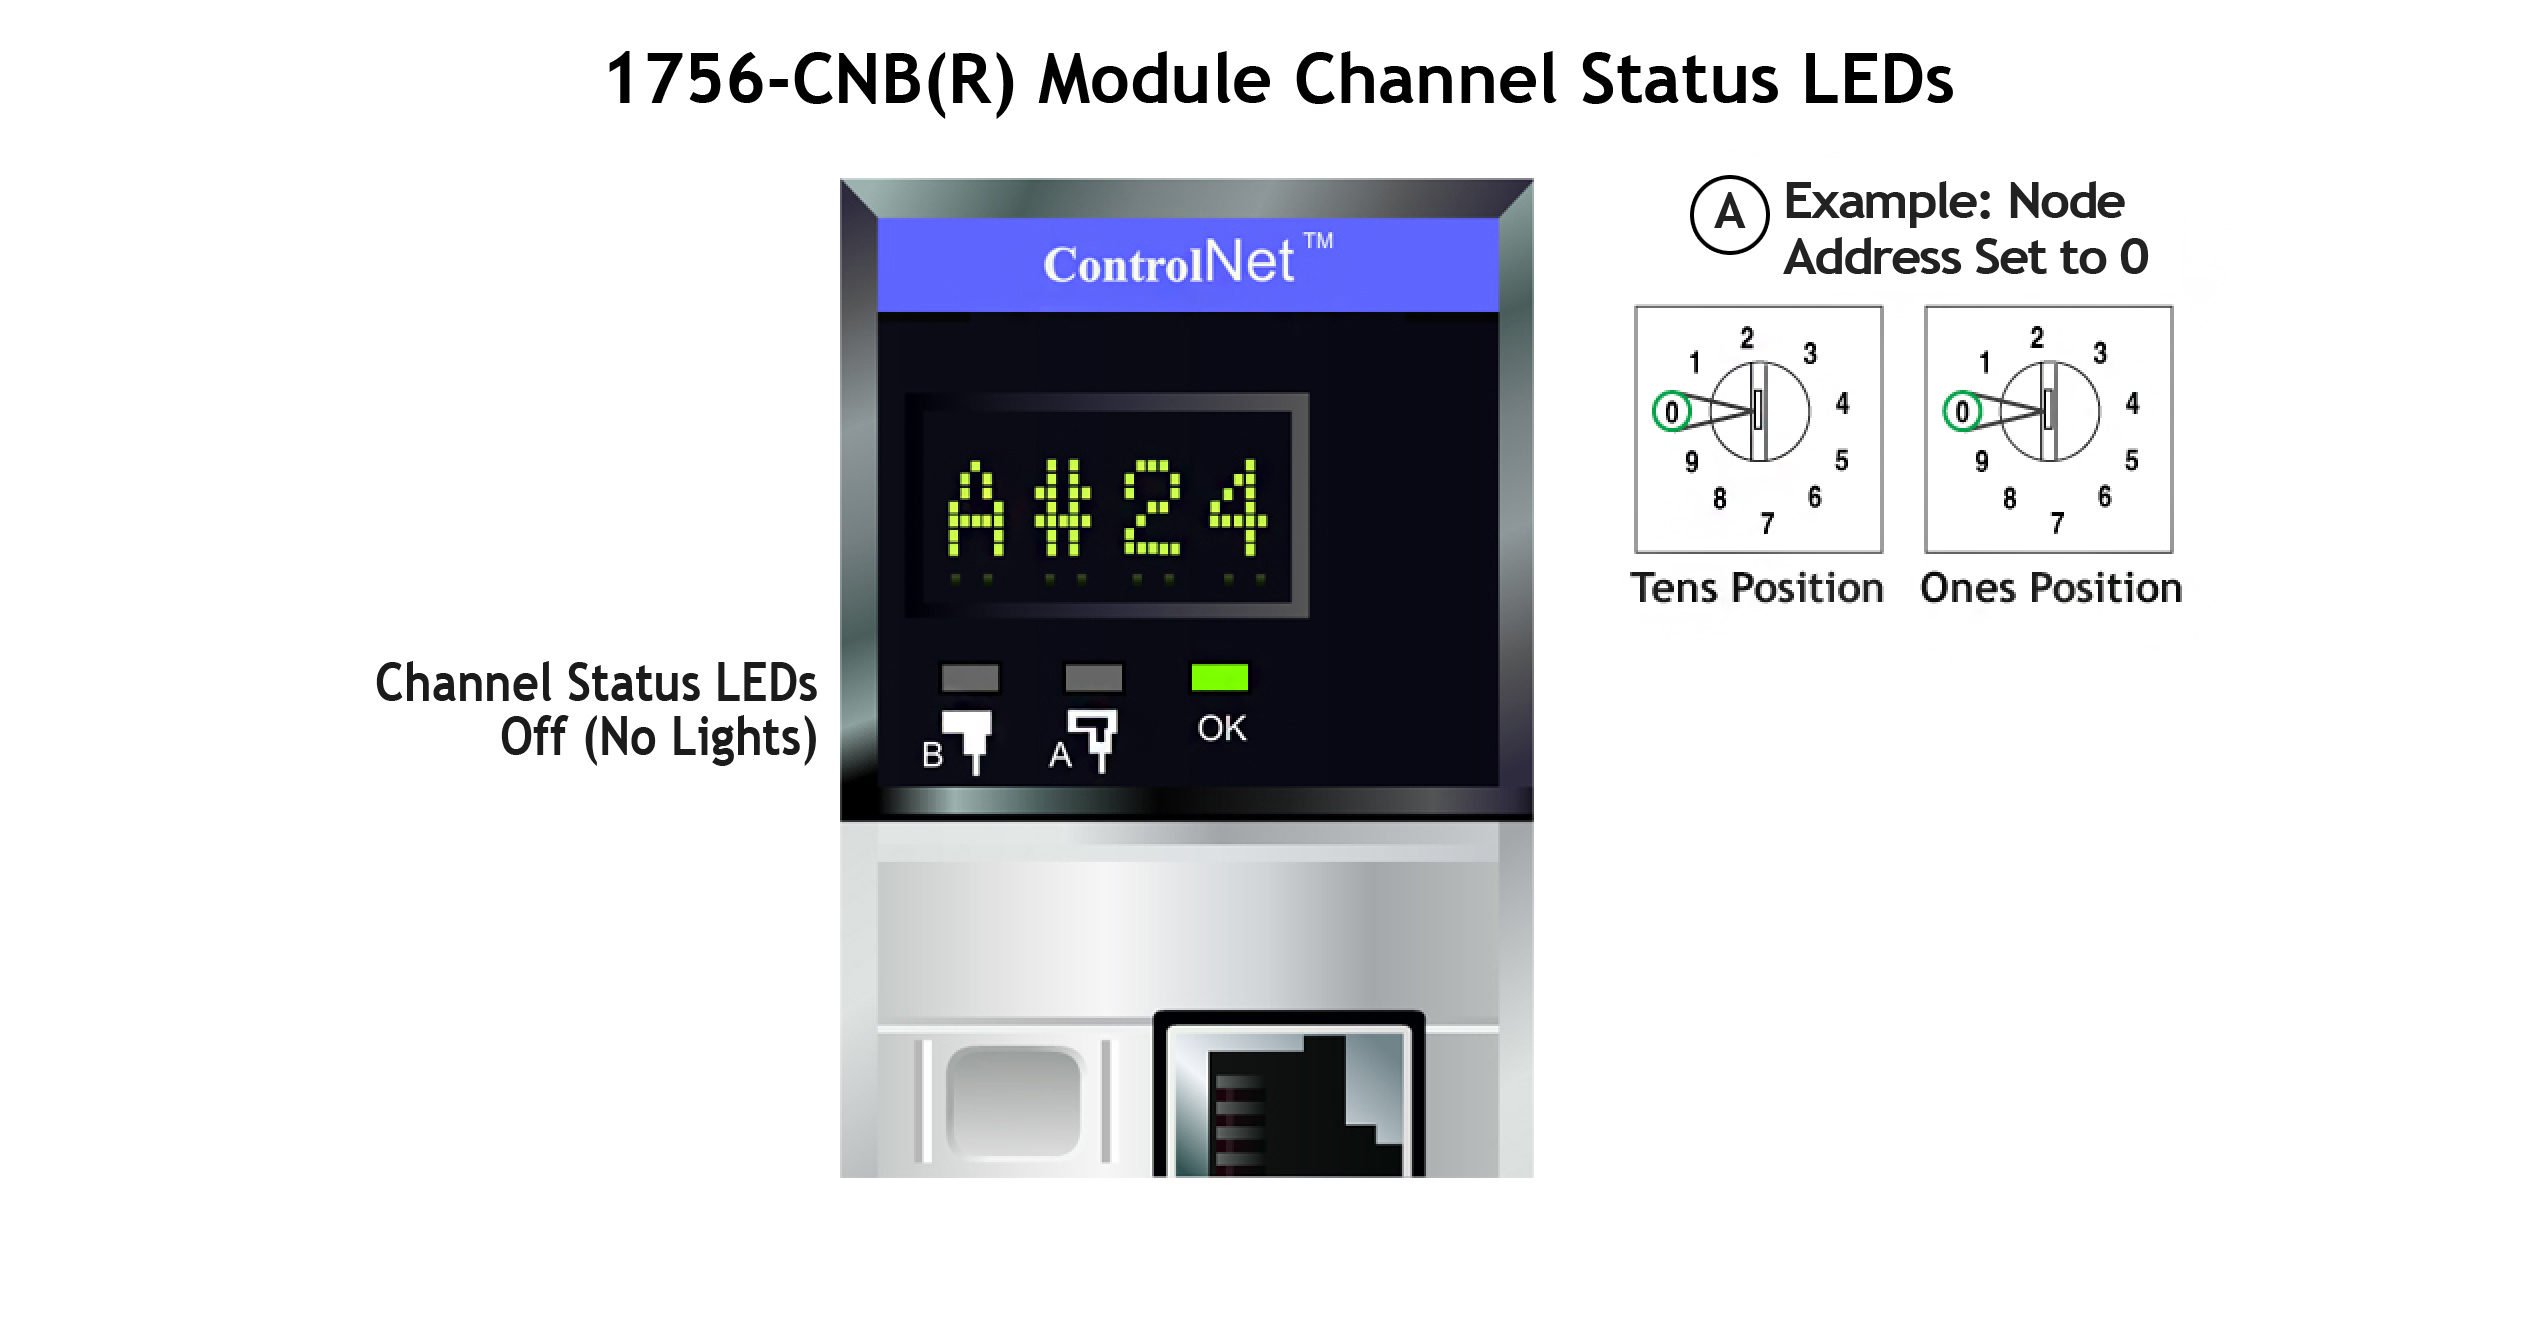 1756-CNB(R) Module Channel Status LEDs
ControlNet™
A#24
B
A
OK
Channel Status LEDs
Off (No Lights)
A
Example: Node
Address Set to 0
0
1
2
3
4
5
6
7
8
9
Tens Position
0
1
2
3
4
5
6
7
8
9
Ones Position